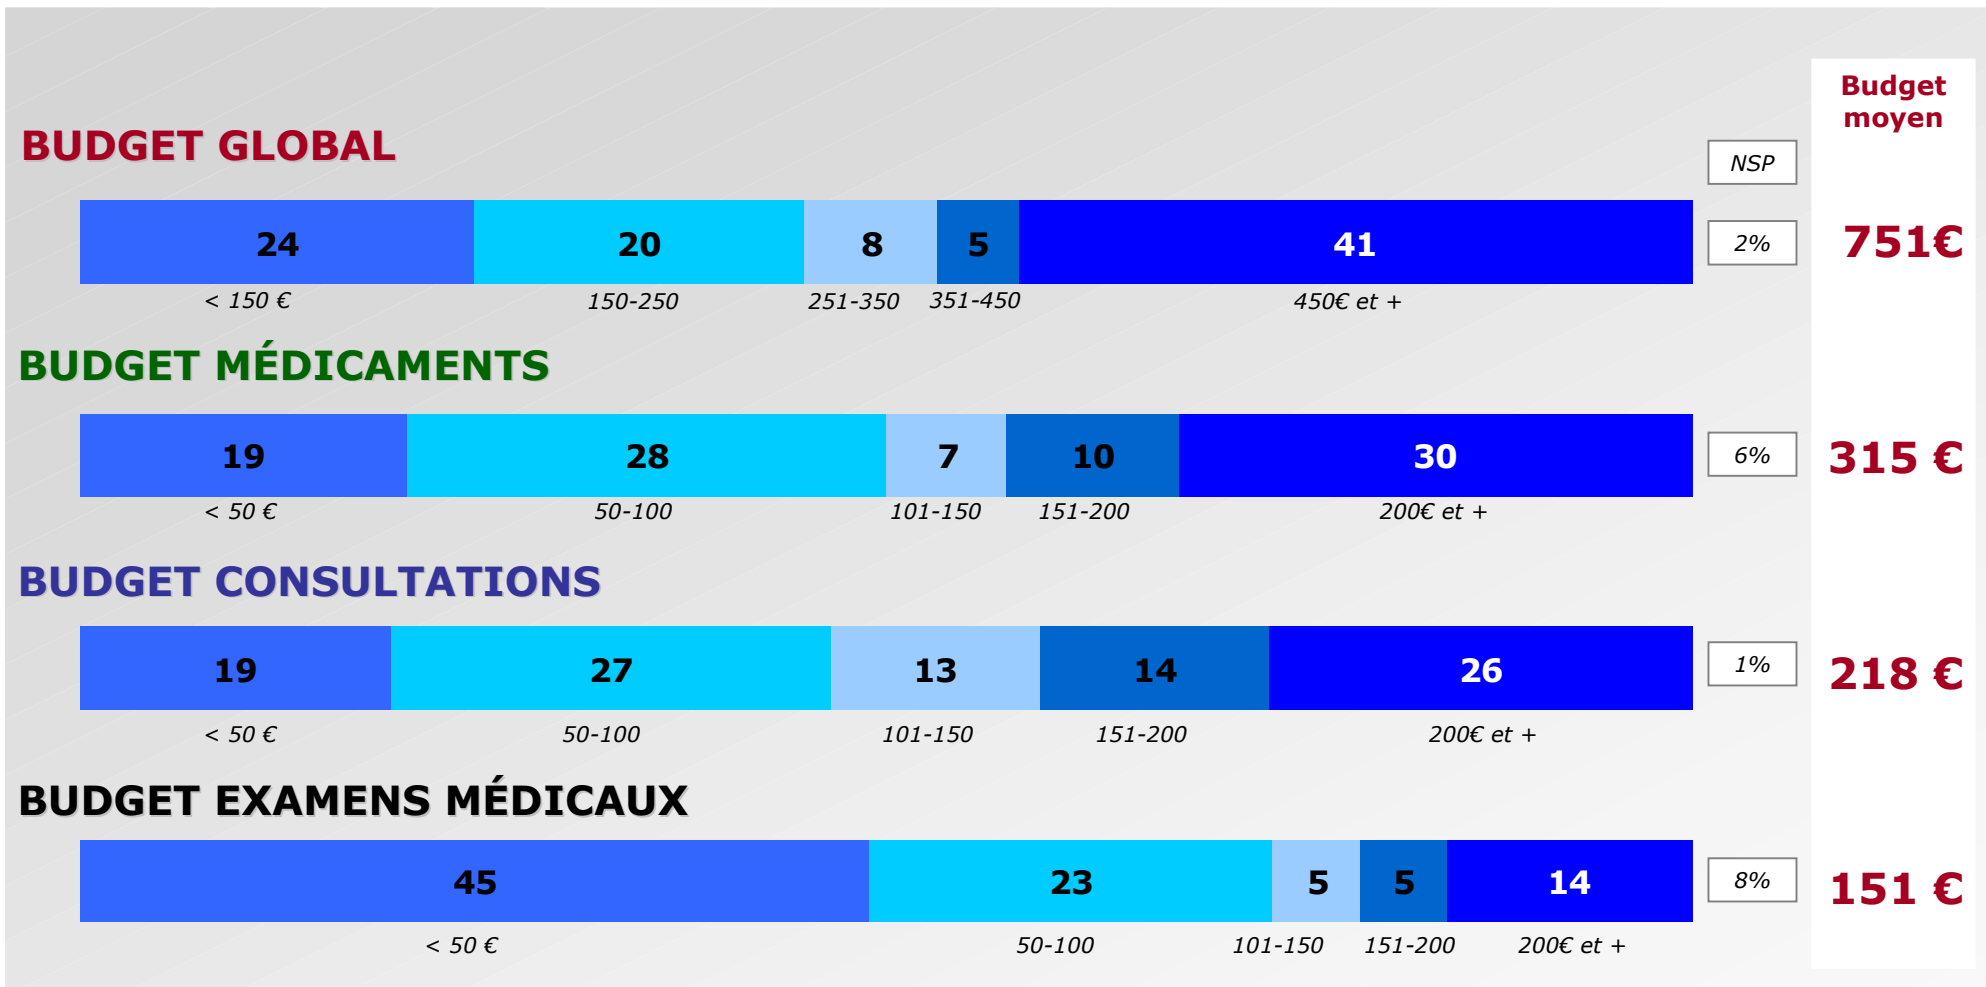 Budget
moyen
BUDGET GLOBAL
NSP
24 20 8 5 41 2% 751€
< 150 € 150-250 251-350 351-450 450€ et +
BUDGET MÉDICAMENTS
19 28 7 10 30 6% 315 €
< 50 € 50-100 101-150 151-200 200€ et +
BUDGET CONSULTATIONS
19 27 13 14 26 1% 218 €
< 50 € 50-100 101-150 151-200 200€ et +
BUDGET EXAMENS MÉDICAUX
45 23 5 5 14 8% 151 €
< 50 € 50-100 101-150 151-200 200€ et +